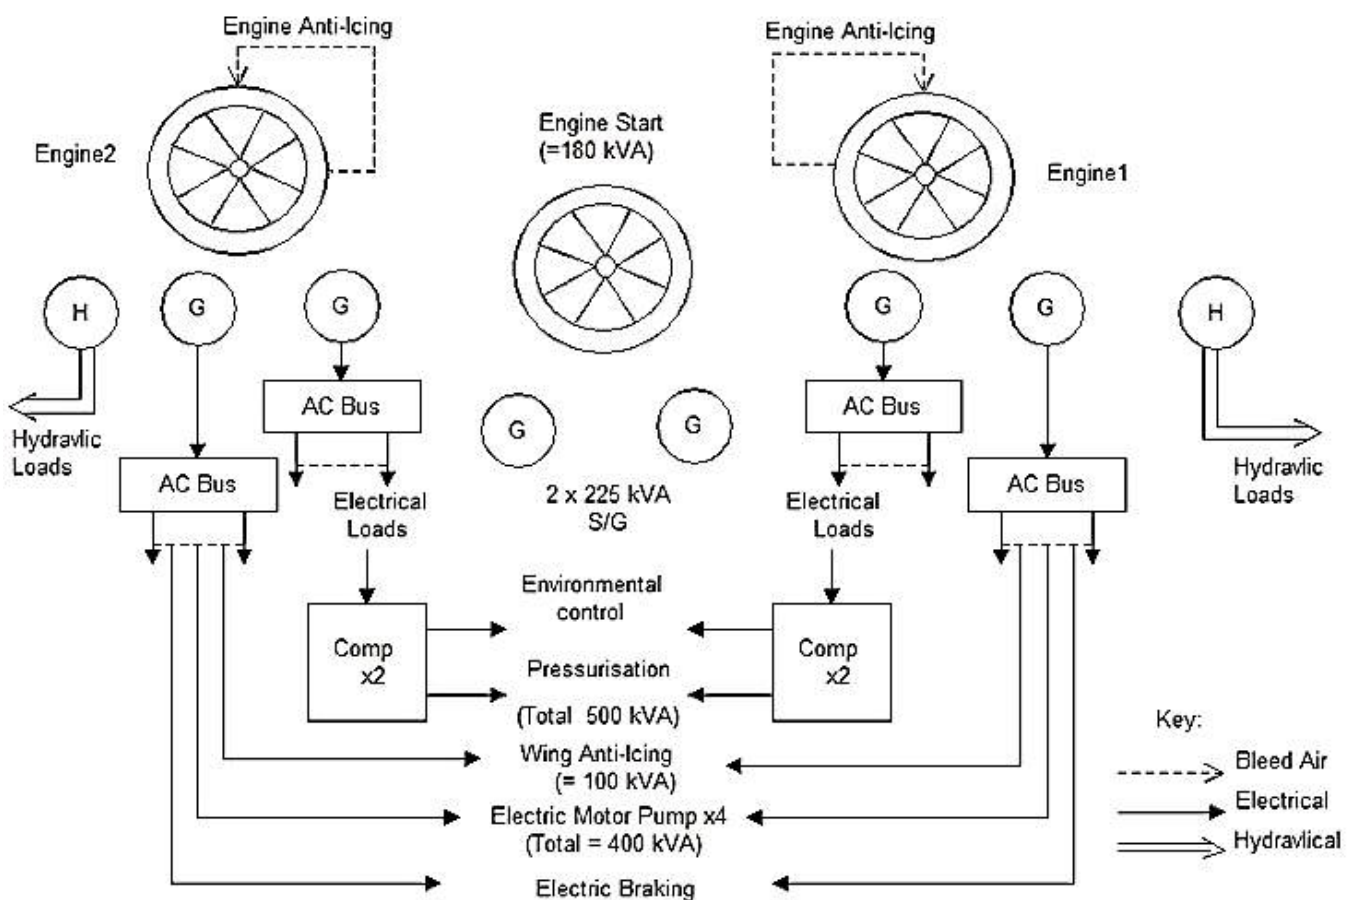 Engine Anti-Icing
Engine Anti-Icing
Engine2
Engine Start
(=180 kVA)
Engine1
H
G
G
G
G
H
AC Bus
AC Bus
Hydravlic
Loads
G
G
Hydravlic
Loads
AC Bus
AC Bus
Electrical
Loads
2 x 225 kVA
S/G
Electrical
Loads
Environmental
control
Comp
x2
Pressurisation
Comp
x2
(Total 500 kVA)
Wing Anti-Icing
(= 100 kVA)
Electric Motor Pump x4
(Total = 400 kVA)
Electric Braking
Key:
Bleed Air
Electrical
Hydravlical